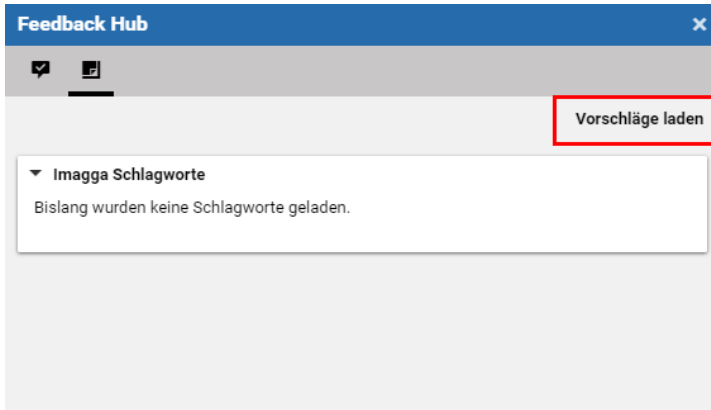 Feedback Hub
Vorschläge laden
Imagga Schlagworte
Bislang wurden keine Schlagworte geladen.